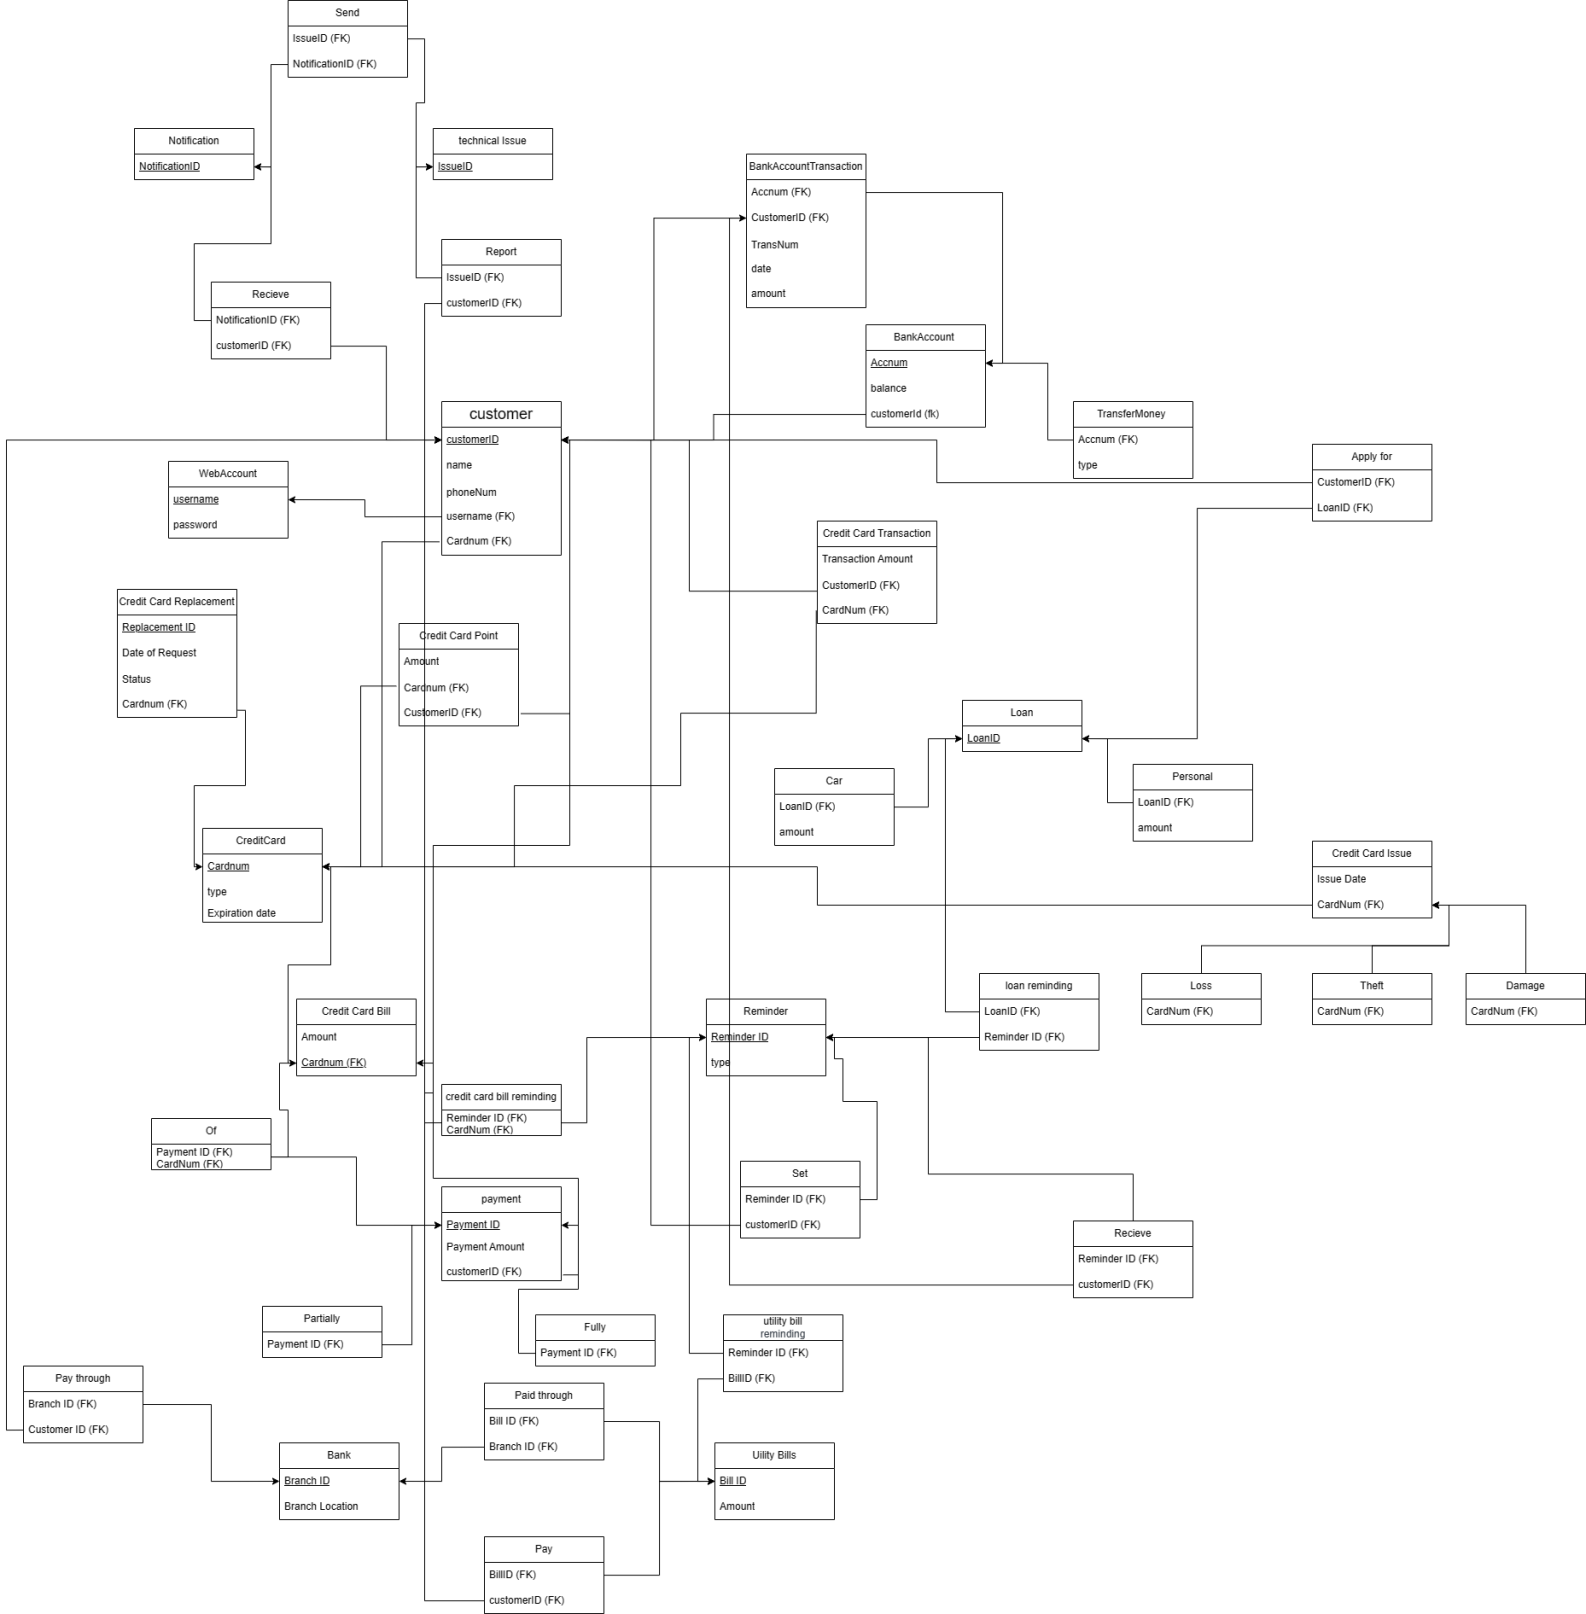 Send
IssueID (FK)
NotificationID (FK)
Notification
NotificationID
technical Issue
IssueID
BankAccountTransaction
Accnum (FK)
CustomerID (FK)
TransNum
date
amount
Report
IssueID (FK)
customerID (FK)
Recieve
NotificationID (FK)
customerID (FK)
BankAccount
Accnum
balance
customerId (fk)
customer
customerID
name
phoneNum
username (FK)
Cardnum (FK)
TransferMoney
Accnum (FK)
type
Apply for
CustomerID (FK)
LoanID (FK)
WebAccount
username
password
Credit Card Transaction
Transaction Amount
CustomerID (FK)
CardNum (FK)
Credit Card Replacement
Replacement ID
Date of Request
Status
Cardnum (FK)
Credit Card Point
Amount
Cardnum (FK)
CustomerID (FK)
Loan
LoanID
Car
LoanID (FK)
amount
Personal
LoanID (FK)
amount
CreditCard
Cardnum
type
Expiration date
Credit Card Issue
Issue Date
CardNum (FK)
Loss
CardNum (FK)
Theft
CardNum (FK)
Damage
CardNum (FK)
loan reminding
LoanID (FK)
Reminder ID (FK)
Credit Card Bill
Amount
Cardnum (FK)
Reminder
Reminder ID
type
credit card bill reminding
Reminder ID (FK)
CardNum (FK)
Of
Payment ID (FK)
CardNum (FK)
Set
Reminder ID (FK)
customerID (FK)
payment
Payment ID
Payment Amount
customerID (FK)
Recieve
Reminder ID (FK)
customerID (FK)
Partially
Payment ID (FK)
Fully
Payment ID (FK)
utility bill
reminding
Reminder ID (FK)
BillID (FK)
Pay through
Branch ID (FK)
Customer ID (FK)
Paid through
Bill ID (FK)
Branch ID (FK)
Bank
Branch ID
Branch Location
Uility Bills
Bill ID
Amount
Pay
BillID (FK)
customerID (FK)